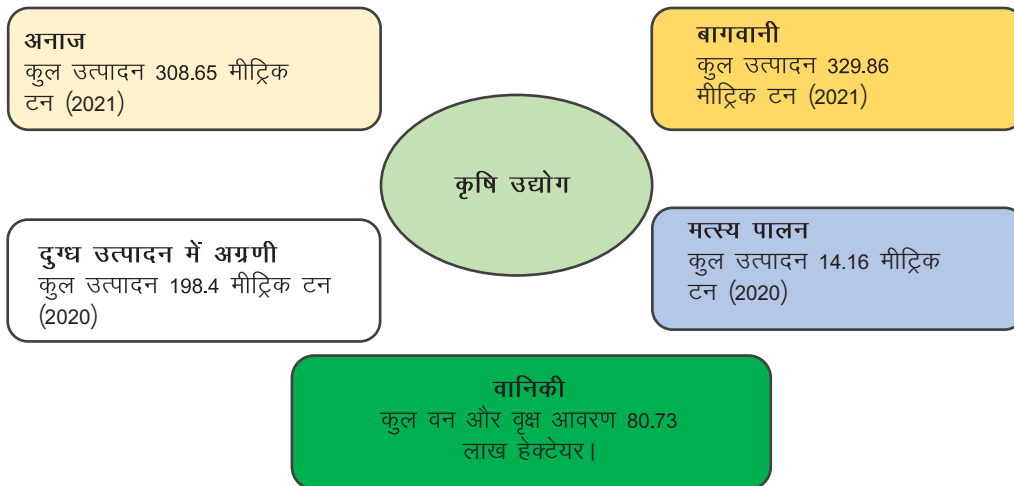 अनाज
कुल उत्पादन 308.65 मीट्रिक
टन (2021)
बागवानी
कुल उत्पादन 329.86
मीट्रिक टन (2021)
कृषि उद्योग
दुग्ध उत्पादन में अग्रणी
कुल उत्पादन 198.4 मीट्रिक टन
(2020)
मत्स्य पालन
कुल उत्पादन 14.16 मीट्रिक
टन (2020)
वानिकी
कुल वन और वृक्ष आवरण 80.73
लाख हेक्टेयर।